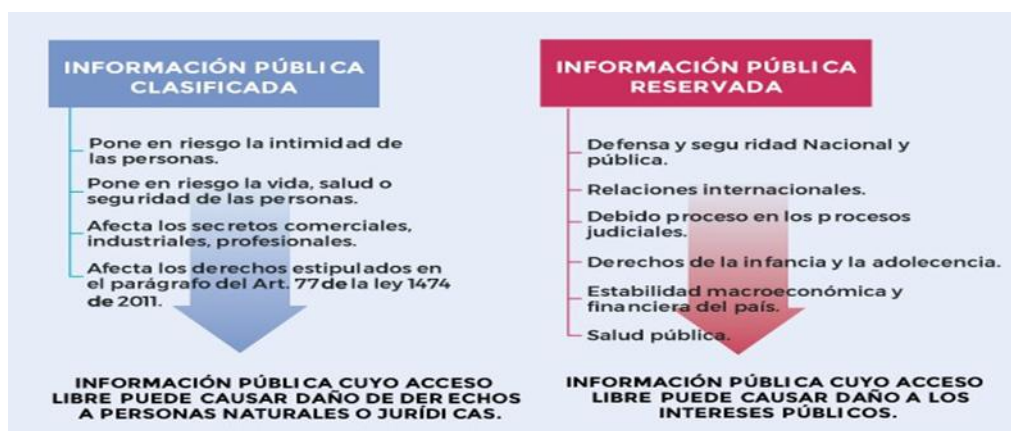 INFORMACIÓN PÚBLICA
CLASIFICADA
Pone en riesgo la intimidad de
las personas.
Pone en riesgo la vida, salud o
seguridad de las personas.
Afecta los secretos comerciales,
industriales, profesionales.
Afecta los derechos estipulados en
el parágrafo del Art. 77 de la ley 1474
de 2011.
INFORMACIÓN PÚBLICA CUYO ACCESO
LIBRE PUEDE CAUSAR DAÑO DE DERECHOS
A PERSONAS NATURALES O JURÍDICAS.
INFORMACIÓN PÚBLICA
RESERVADA
Defensa y seguridad Nacional y
pública.
Relaciones internacionales.
Debido proceso en los procesos
judiciales.
Derechos de la infancia y la adolecencia.
Estabilidad macroeconómica y
financiera del país.
Salud pública.
INFORMACIÓN PÚBLICA CUYO ACCESO
LIBRE PUEDE CAUSAR DAÑO A LOS
INTERESES PÚBLICOS.